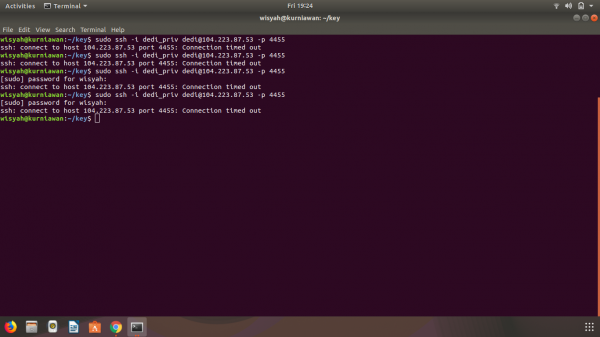 Activities Terminal Fri 19:24
wisyah@kurniawan: ~/key
File Edit View Search Terminal Help
wisyah@kurniawan:~/key$ sudo ssh -i dedi_priv dedi@104.223.87.53 -p 4455
ssh: connect to host 104.223.87.53 port 4455: Connection timed out
wisyah@kurniawan:~/key$ sudo ssh -i dedi_priv dedi@104.223.87.53 -p 4455
ssh: connect to host 104.223.87.53 port 4455: Connection timed out
wisyah@kurniawan:~/key$ sudo ssh -i dedi_priv dedi@104.223.87.53 -p 4455
[sudo] password for wisyah:
ssh: connect to host 104.223.87.53 port 4455: Connection timed out
wisyah@kurniawan:~/key$ sudo ssh -i dedi_priv dedi@104.223.87.53 -p 4455
[sudo] password for wisyah:
ssh: connect to host 104.223.87.53 port 4455: Connection timed out
wisyah@kurniawan:~/key$